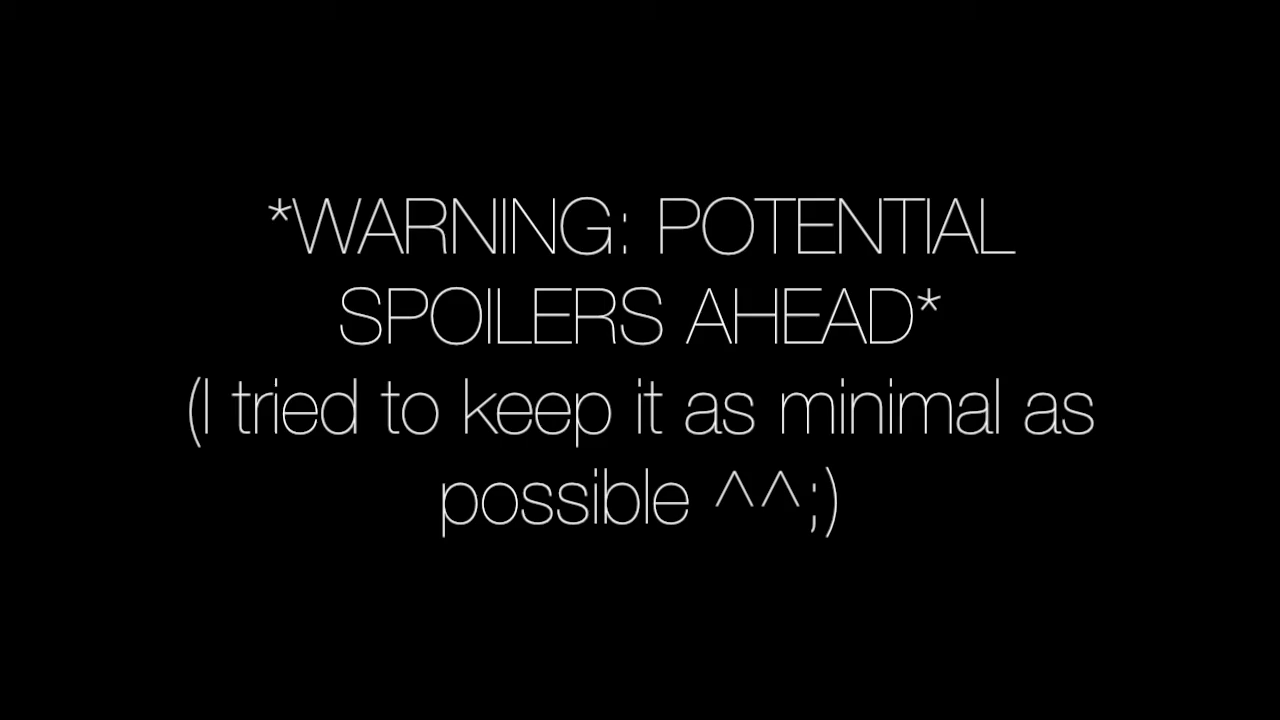 *WARNING: POTENTIAL
SPOILERS AHEAD*
(I tried to keep it as minimal as
possible ^^;)